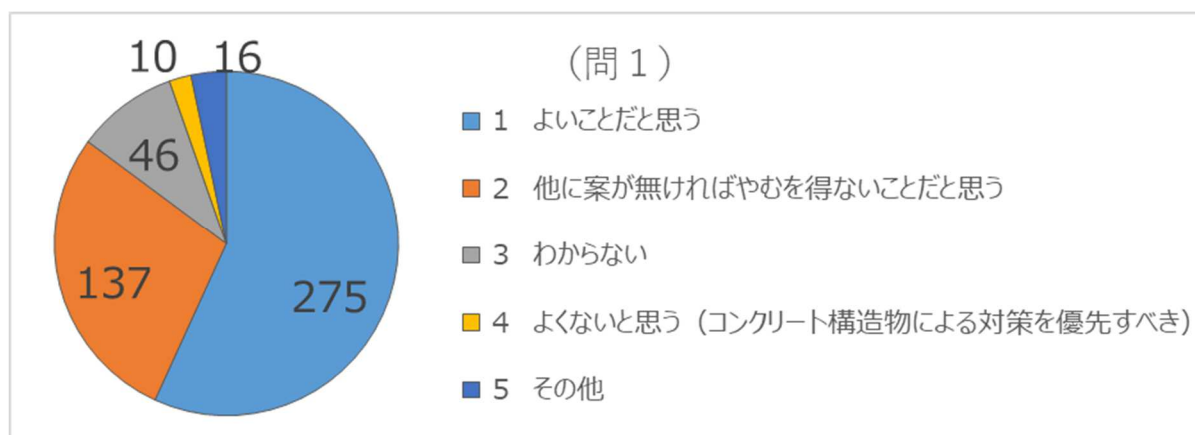 10 16
46
137
275
（問１）
1 よいことだと思う
2 他に案が無ければやむを得ないことだと思う
3 わからない
4 よくないと思う（コンクリート構造物による対策を優先すべき）
5 その他